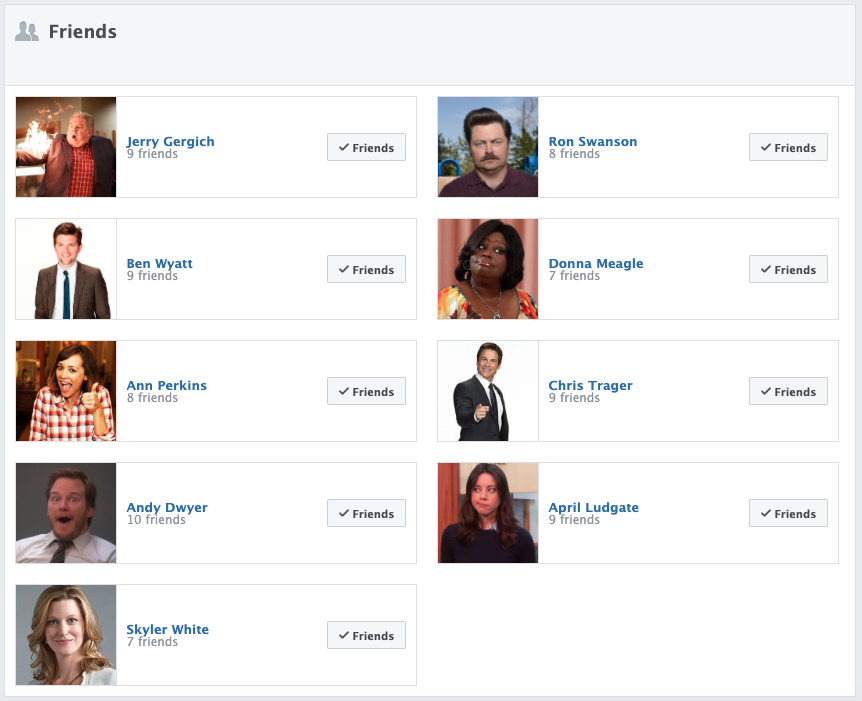 Friends
Jerry Gergich
9 friends
Friends
Ron Swanson
8 friends
Friends
Ben Wyatt
9 friends
Friends
Donna Meagle
7 friends
Friends
Ann Perkins
8 friends
Friends
Chris Trager
9 friends
Friends
Andy Dwyer
10 friends
Friends
April Ludgate
9 friends
Friends
Skyler White
7 friends
Friends